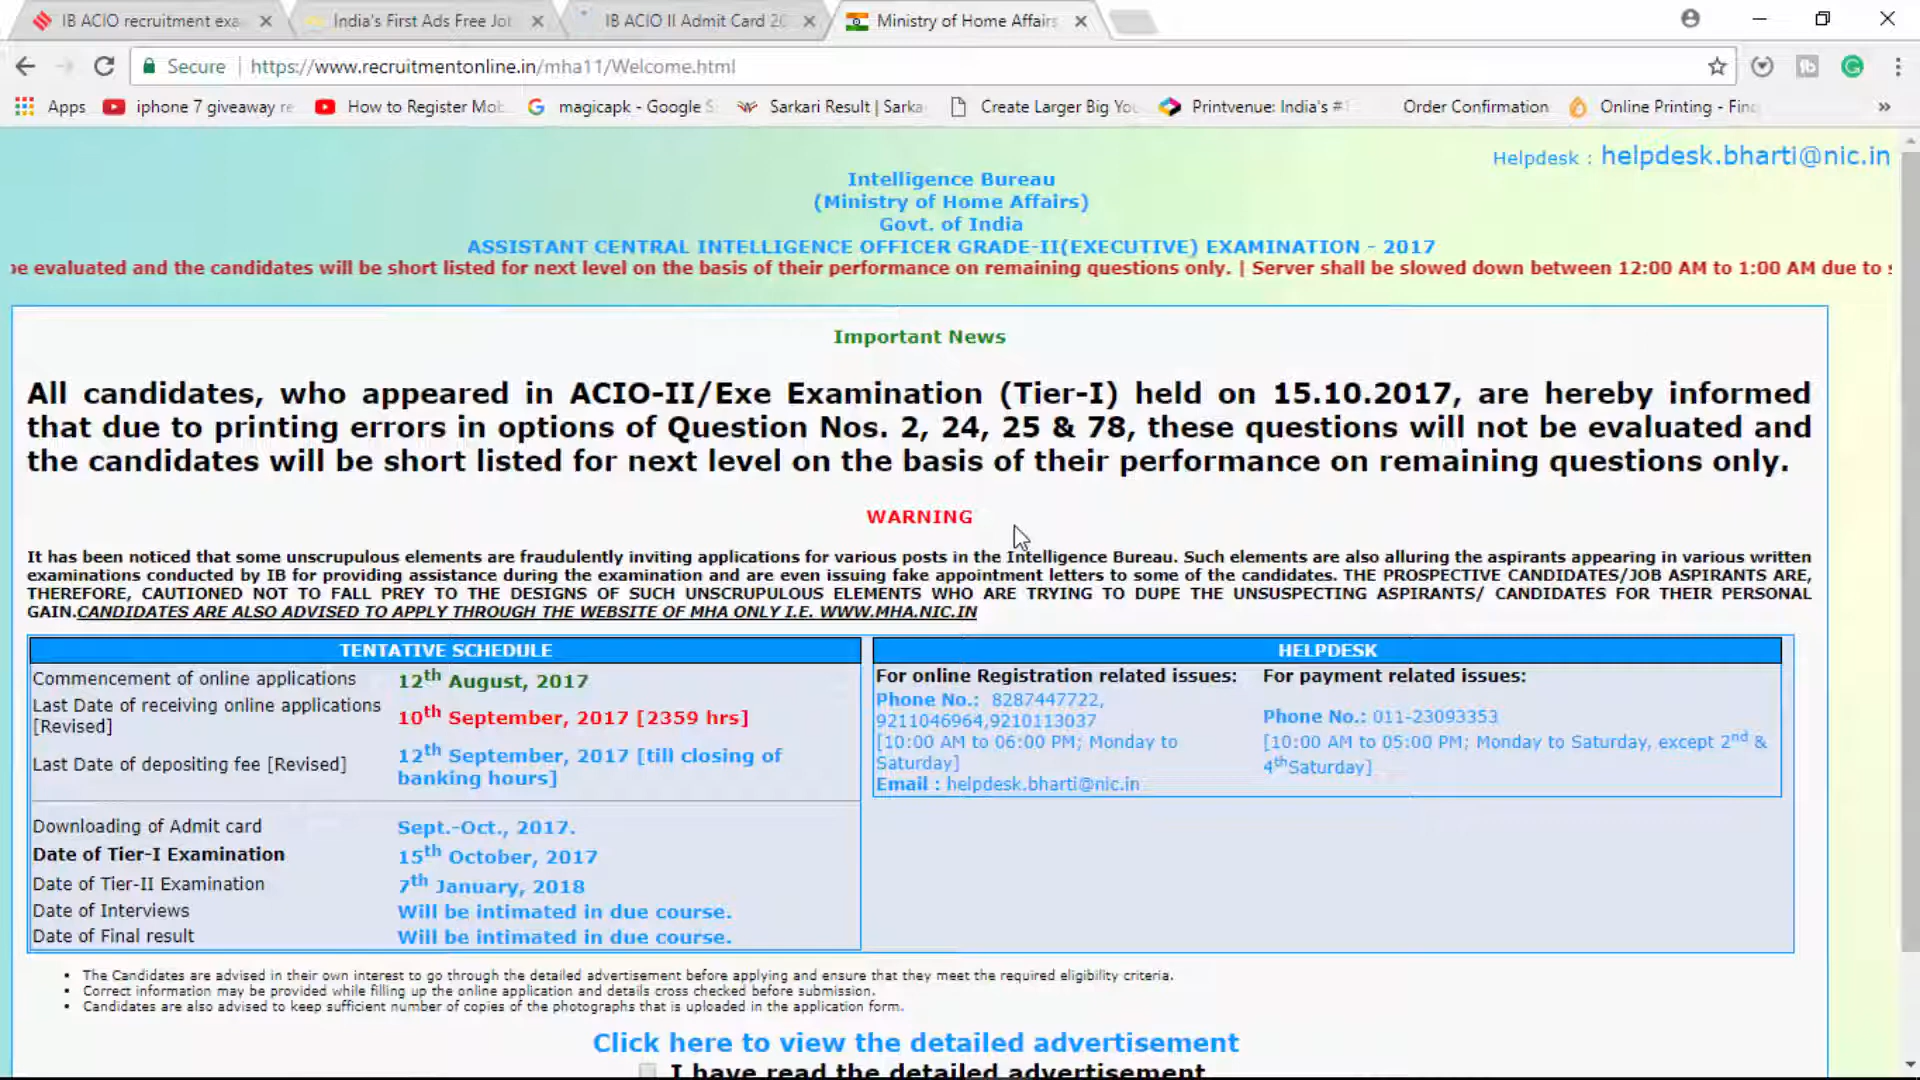 IB ACIO recruitment exa
India's First Ads Free Jo
IB ACIO II Admit Card 20
Ministry of Home Affairs
Secure | https://www.recruitmentonline.in/mha11/Welcome.html
Apps iphone 7 giveaway re How to Register Mob magicapk - Google S Sarkari Result | Sarka Create Larger Big You Printvenue: India's #1 Order Confirmation Online Printing - Find »
Helpdesk : helpdesk.bharti@nic.in
Intelligence Bureau
(Ministry of Home Affairs)
Govt. of India
ASSISTANT CENTRAL INTELLIGENCE OFFICER GRADE-II(EXECUTIVE) EXAMINATION - 2017
be evaluated and the candidates will be short listed for next level on the basis of their performance on remaining questions only. | Server shall be slowed down between 12:00 AM to 1:00 AM due to
Important News
All candidates, who appeared in ACIO-II/Exe Examination (Tier-I) held on 15.10.2017, are hereby informed
that due to printing errors in options of Question Nos. 2, 24, 25 & 78, these questions will not be evaluated and
the candidates will be short listed for next level on the basis of their performance on remaining questions only.
WARNING
It has been noticed that some unscrupulous elements are fraudulently inviting applications for various posts in the Intelligence Bureau. Such elements are also alluring the aspirants appearing in various written
examinations conducted by IB for providing assistance during the examination and are even issuing fake appointment letters to some of the candidates. THE PROSPECTIVE CANDIDATES/JOB ASPIRANTS ARE,
THEREFORE, CAUTIONED NOT TO FALL PREY TO THE DESIGNS OF SUCH UNSCRUPULOUS ELEMENTS WHO ARE TRYING TO DUPE THE UNSUSPECTING ASPIRANTS/ CANDIDATES FOR THEIR PERSONAL
GAIN.CANDIDATES ARE ALSO ADVISED TO APPLY THROUGH THE WEBSITE OF MHA ONLY I.E. WWW.MHA.NIC.IN
TENTATIVE SCHEDULE
Commencement of online applications 12th August, 2017
Last Date of receiving online applications
[Revised] 10th September, 2017 [2359 hrs]
Last Date of depositing fee [Revised] 12th September, 2017 [till closing of
banking hours]
Downloading of Admit card Sept.-Oct., 2017.
Date of Tier-I Examination 15th October, 2017
Date of Tier-II Examination 7th January, 2018
Date of Interviews Will be intimated in due course.
Date of Final result Will be intimated in due course.
HELPDESK
For online Registration related issues:
Phone No.: 8287447722,
9211046964,9210113037
[10:00 AM to 06:00 PM; Monday to
Saturday]
Email : helpdesk.bharti@nic.in
For payment related issues:
Phone No.: 011-23093353
[10:00 AM to 05:00 PM; Monday to Saturday, except 2nd &
4thSaturday]
• The Candidates are advised in their own interest to go through the detailed advertisement before applying and ensure that they meet the required eligibility criteria.
• Correct information may be provided while filling up the online application and details cross checked before submission.
• Candidates are also advised to keep sufficient number of copies of the photographs that is uploaded in the application form.
Click here to view the detailed advertisement
I have read the detailed advertisement